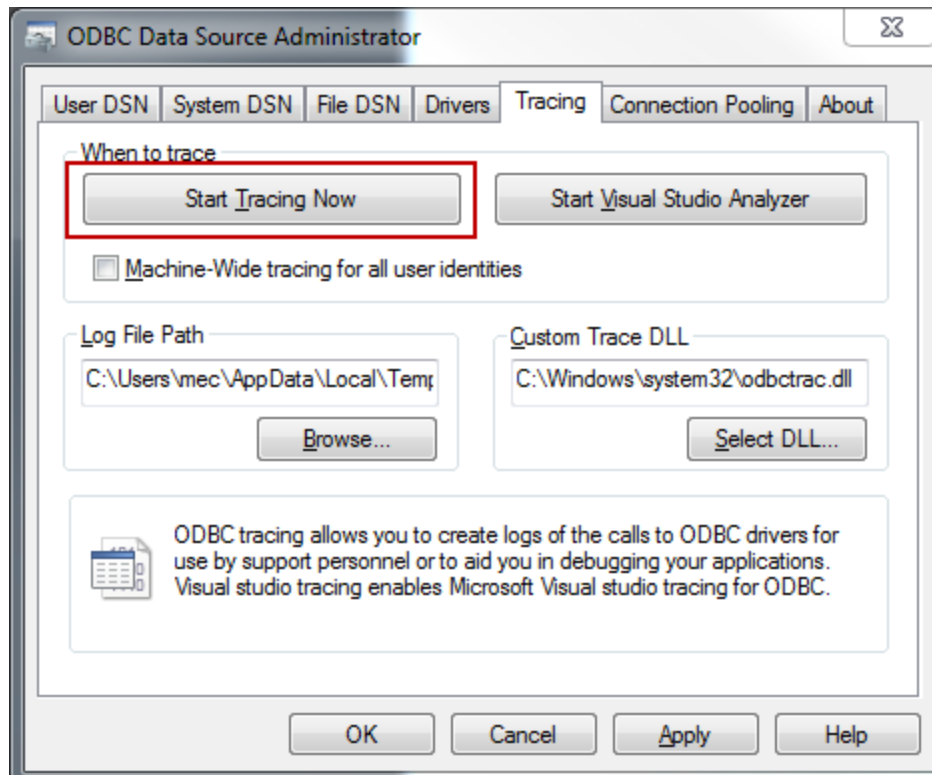 ODBC Data Source Administrator
User DSN System DSN File DSN Drivers Tracing Connection Pooling About
When to trace
Start Tracing Now Start Visual Studio Analyzer
Machine-Wide tracing for all user identities
Log File Path Custom Trace DLL
C:\Users\mec\AppData\Local\Temp C:\Windows\system32\odbctrac.dll
Browse... Select DLL...
ODBC tracing allows you to create logs of the calls to ODBC drivers for
use by support personnel or to aid you in debugging your applications.
Visual studio tracing enables Microsoft Visual studio tracing for ODBC.
OK Cancel Apply Help